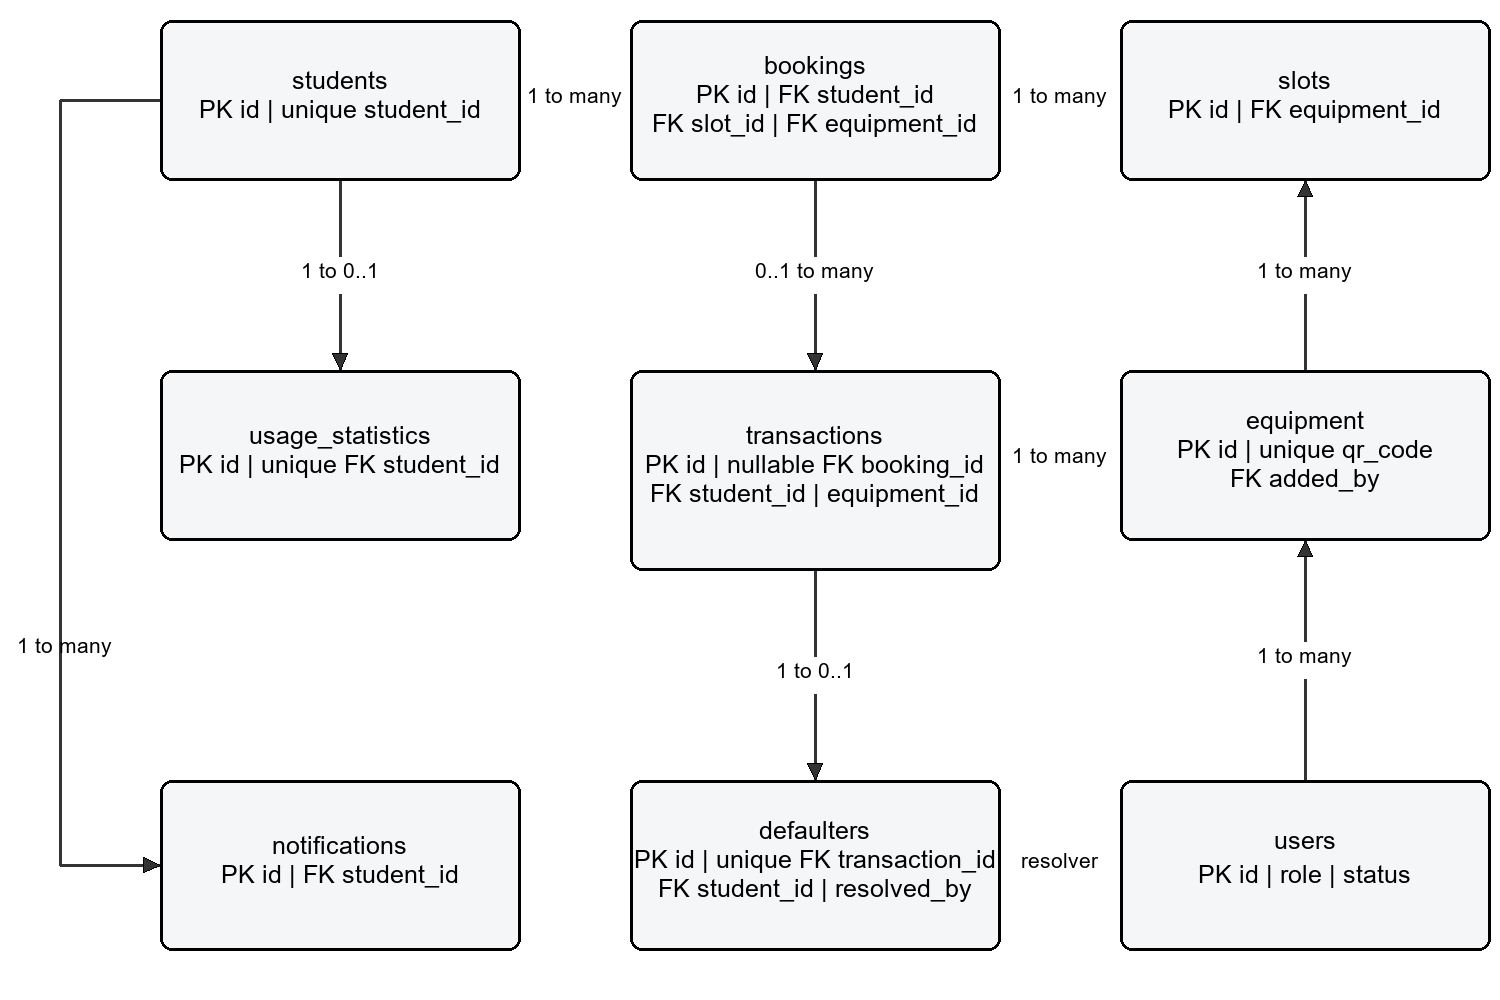 students
PK id | unique student_id
1 to many
bookings
PK id | FK student_id
FK slot_id | FK equipment_id
1 to many
slots
PK id | FK equipment_id
1 to 0..1
0..1 to many
1 to many
usage_statistics
PK id | unique FK student_id
transactions
PK id | nullable FK booking_id
FK student_id | equipment_id
1 to many
equipment
PK id | unique qr_code
FK added_by
1 to many
1 to 0..1
1 to many
notifications
PK id | FK student_id
defaulters
PK id | unique FK transaction_id
FK student_id | resolved_by
resolver
users
PK id | role | status